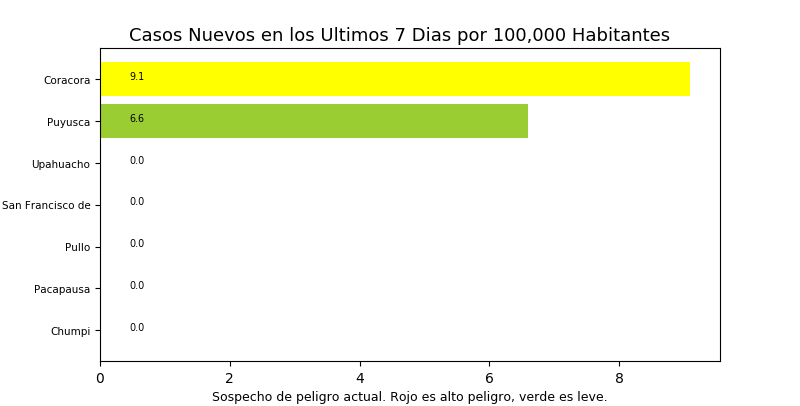 Casos Nuevos en los Ultimos 7 Dias por 100,000 Habitantes
Coracora 9.1
Puyusca 6.6
Upahuacho 0.0
San Francisco de 0.0
Pullo 0.0
Pacapausa 0.0
Chumpi 0.0
0 2 4 6 8
Sospecho de peligro actual. Rojo es alto peligro, verde es leve.